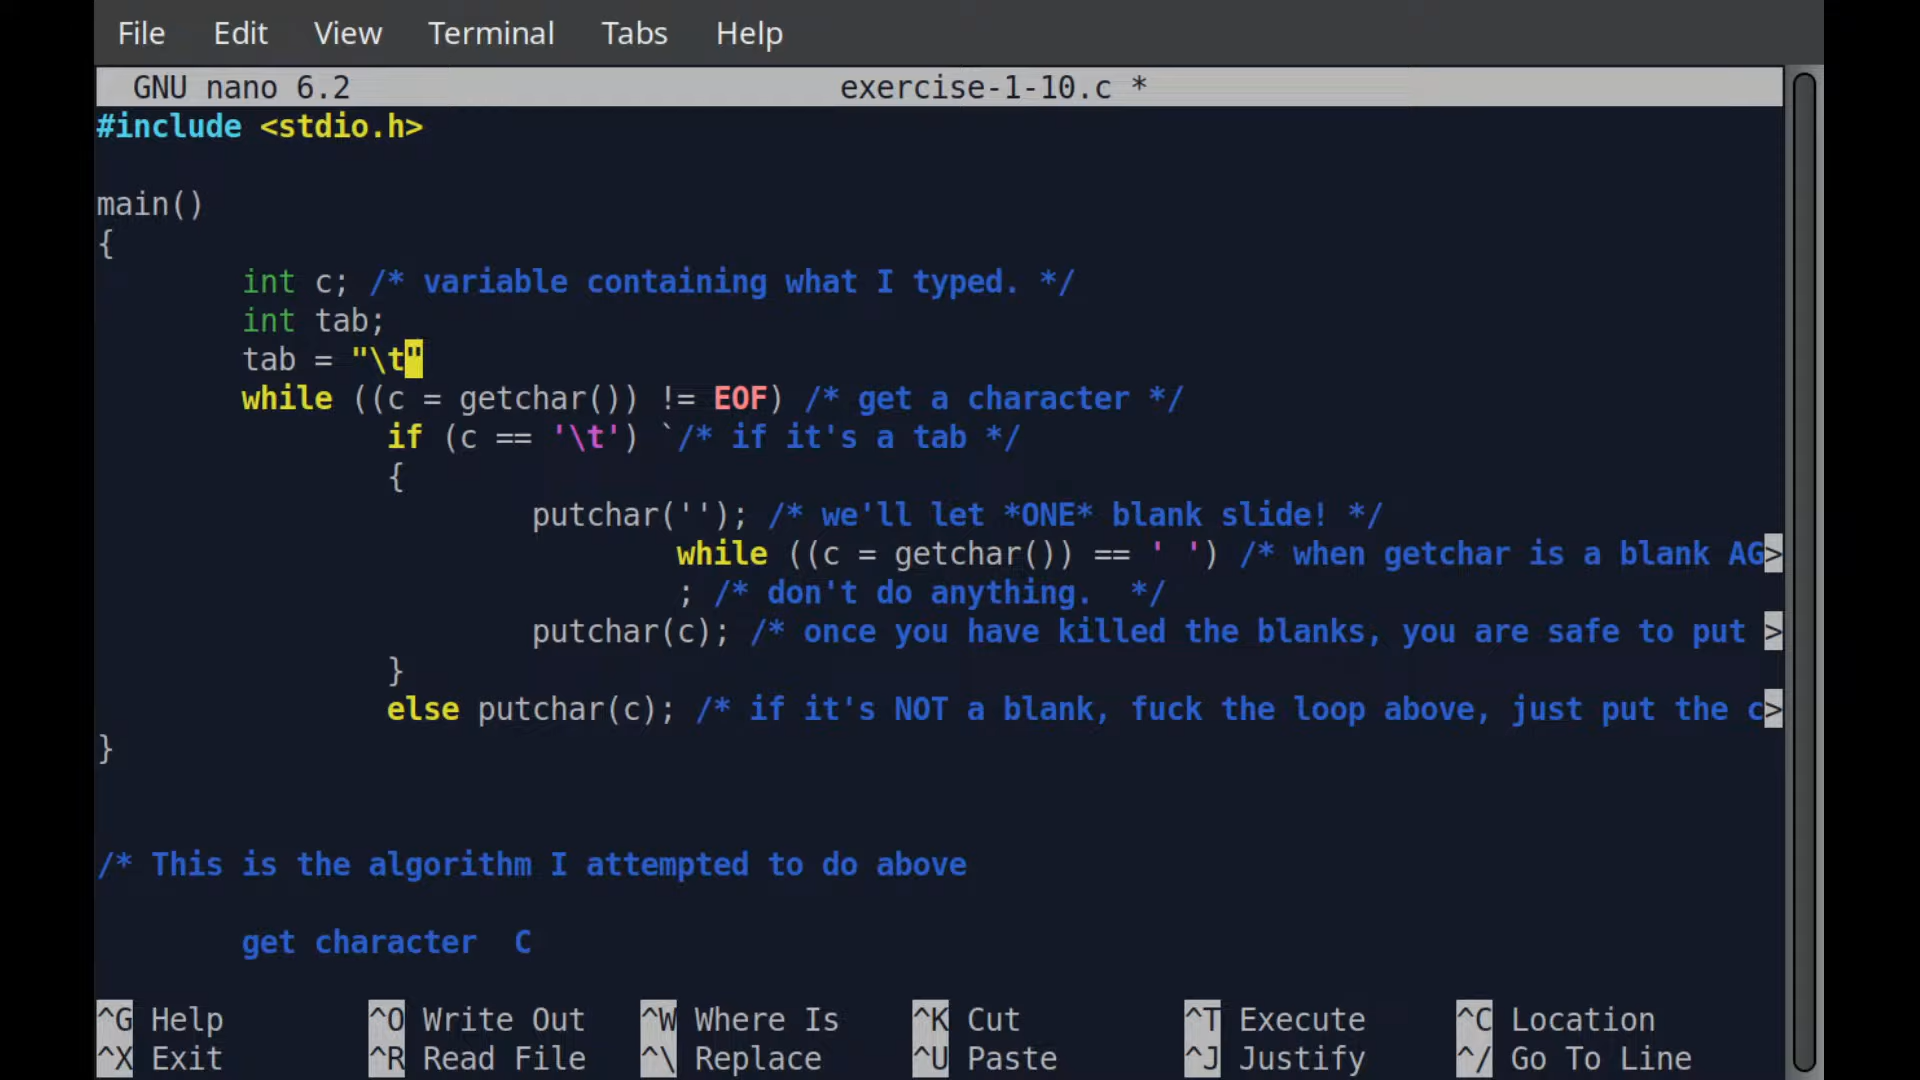 File Edit View Terminal Tabs Help
GNU nano 6.2 exercise-1-10.c *
#include <stdio.h>
main()
{
int c; /* variable containing what I typed. */
int tab;
tab = "\t"
while ((c = getchar()) != EOF) /* get a character */
if (c == '\t') `/* if it's a tab */
{
putchar(''); /* we'll let *ONE* blank slide! */
while ((c = getchar()) == ' ') /* when getchar is a blank AG>
; /* don't do anything.  */
putchar(c); /* once you have killed the blanks, you are safe to put >
}
else putchar(c); /* if it's NOT a blank, fuck the loop above, just put the c>
}
/* This is the algorithm I attempted to do above
get character  C
^G Help ^O Write Out ^W Where Is ^K Cut ^T Execute ^C Location
^X Exit ^R Read File ^\ Replace ^U Paste ^J Justify ^/ Go To Line